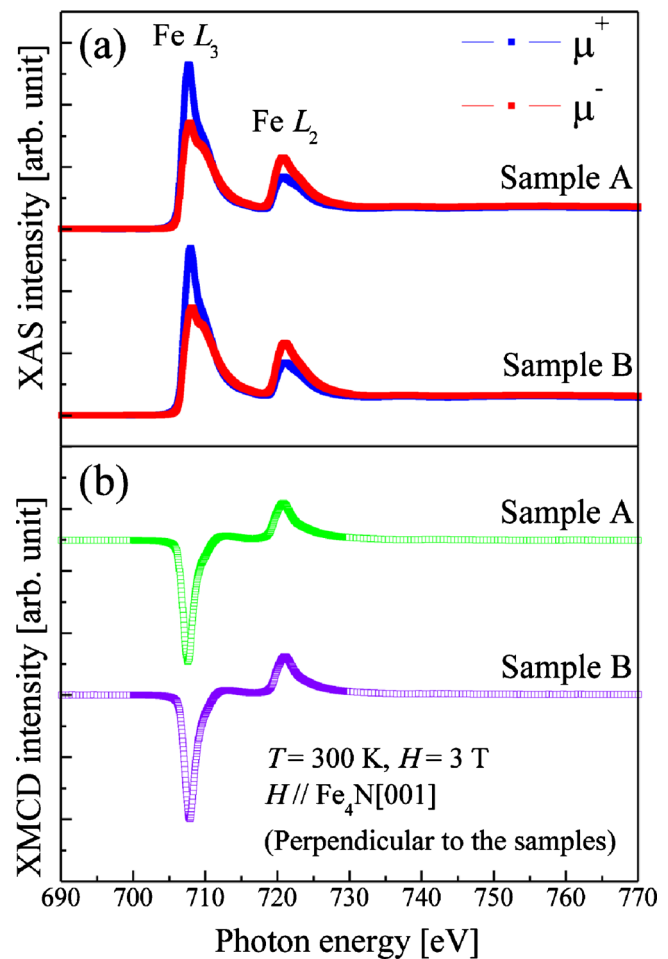 (a)
Fe L3
Fe L2
μ+
μ-
Sample A
Sample B
XAS intensity [arb. unit]
(b)
Sample A
Sample B
XMCD intensity [arb. unit]
T = 300 K, H = 3 T
H // Fe4N[001]
(Perpendicular to the samples)
690 700 710 720 730 740 750 760 770
Photon energy [eV]